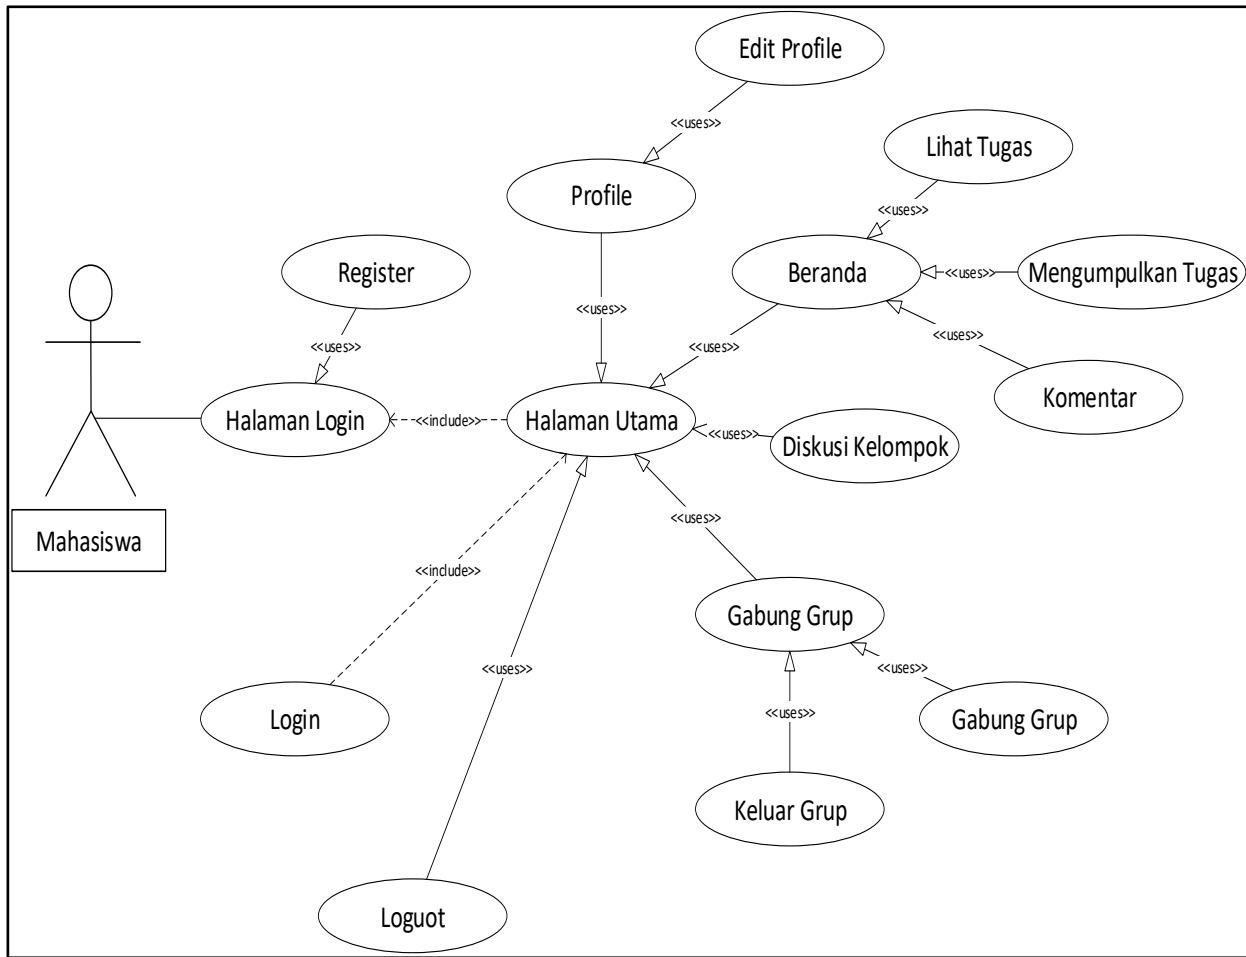 Edit Profile
<<uses>>
Lihat Tugas
Profile
<<uses>>
Register
Beranda
<<uses>>
Mengumpulkan Tugas
<<uses>>
<<uses>>
<<uses>>
<<uses>>
Komentar
Halaman Login
<<include>>
Halaman Utama
<<uses>>
Diskusi Kelompok
<<uses>>
Mahasiswa
<<include>>
Gabung Grup
<<uses>>
<<uses>>
Login
<<uses>>
Gabung Grup
Keluar Grup
Loguot